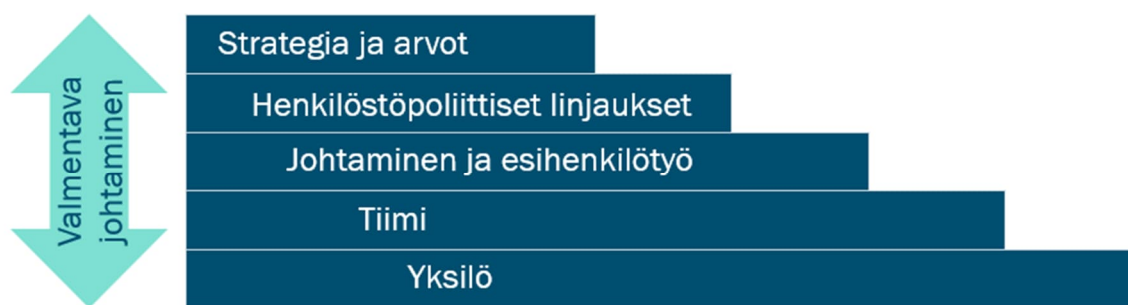 Valmentava
johtaminen
Strategia ja arvot
Henkilöstöpoliittiset linjaukset
Johtaminen ja esihenkilötyö
Tiimi
Yksilö